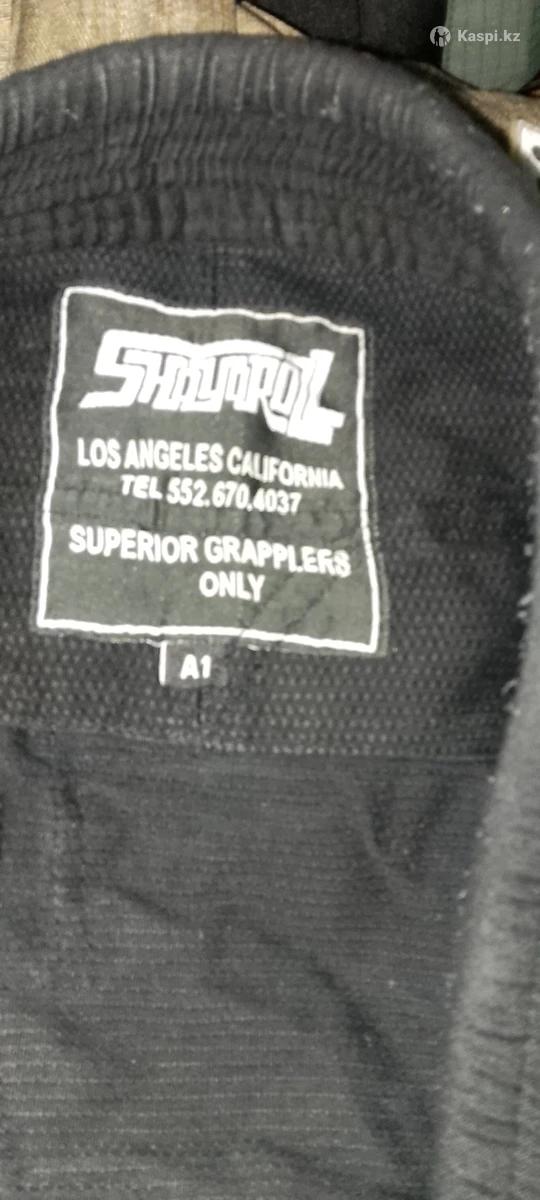 Kaspi.kz
SHOYOROLL
LOS ANGELES CALIFORNIA
TEL 552.670.4037
SUPERIOR GRAPPLERS
ONLY
A1